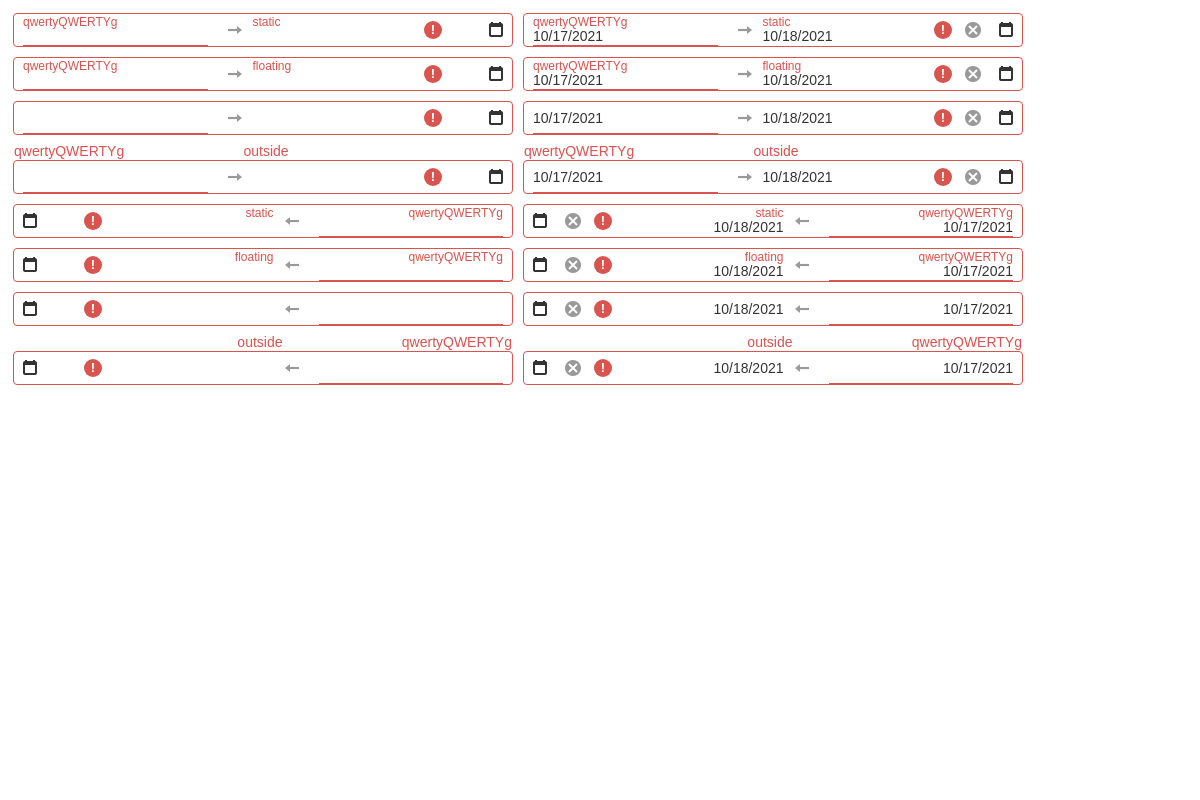 qwertyQWERTYg static qwertyQWERTYg static
10/17/2021 10/18/2021
qwertyQWERTYg floating qwertyQWERTYg floating
10/17/2021 10/18/2021
10/17/2021 10/18/2021
qwertyQWERTYg outside qwertyQWERTYg outside
10/17/2021 10/18/2021
static qwertyQWERTYg static qwertyQWERTYg
10/18/2021 10/17/2021
floating qwertyQWERTYg floating qwertyQWERTYg
10/18/2021 10/17/2021
10/18/2021 10/17/2021
outside qwertyQWERTYg outside qwertyQWERTYg
10/18/2021 10/17/2021